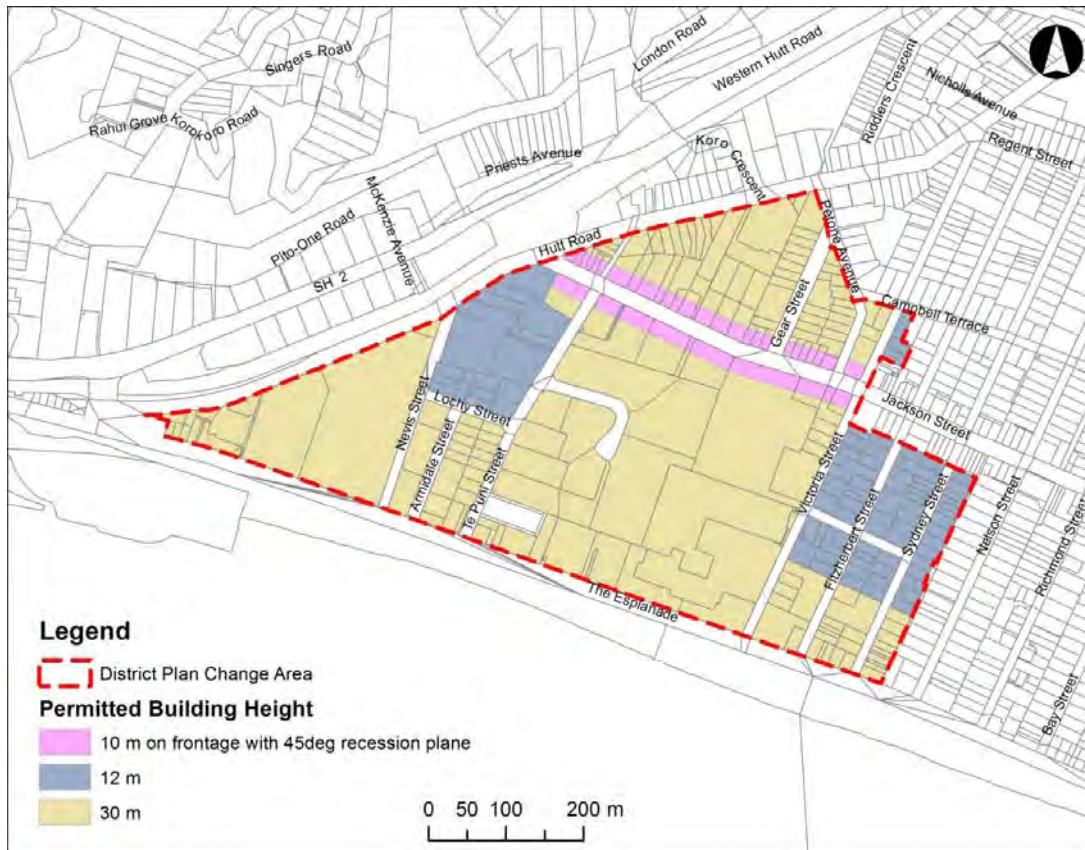 Singers Road
London Road
Western Hutt Road
Rahui Grove
Korokoro Road
Riddlers Crescent
Nicholls Avenue
Regent Street
Koro Crescent
Priests Avenue
McKenzie Avenue
Pito-One Road
SH 2
Hutt Road
Petone Avenue
Gear Street
Campbell Terrace
Jackson Street
Nevis Street
Lochy Street
Armidale Street
Te Puni Street
Victoria Street
Fitzherbert Street
Sydney Street
Nelson Street
Richmond Street
Bay Street
The Esplanade
Legend
District Plan Change Area
Permitted Building Height
10 m on frontage with 45deg recession plane
12 m
30 m
0 50 100 200 m